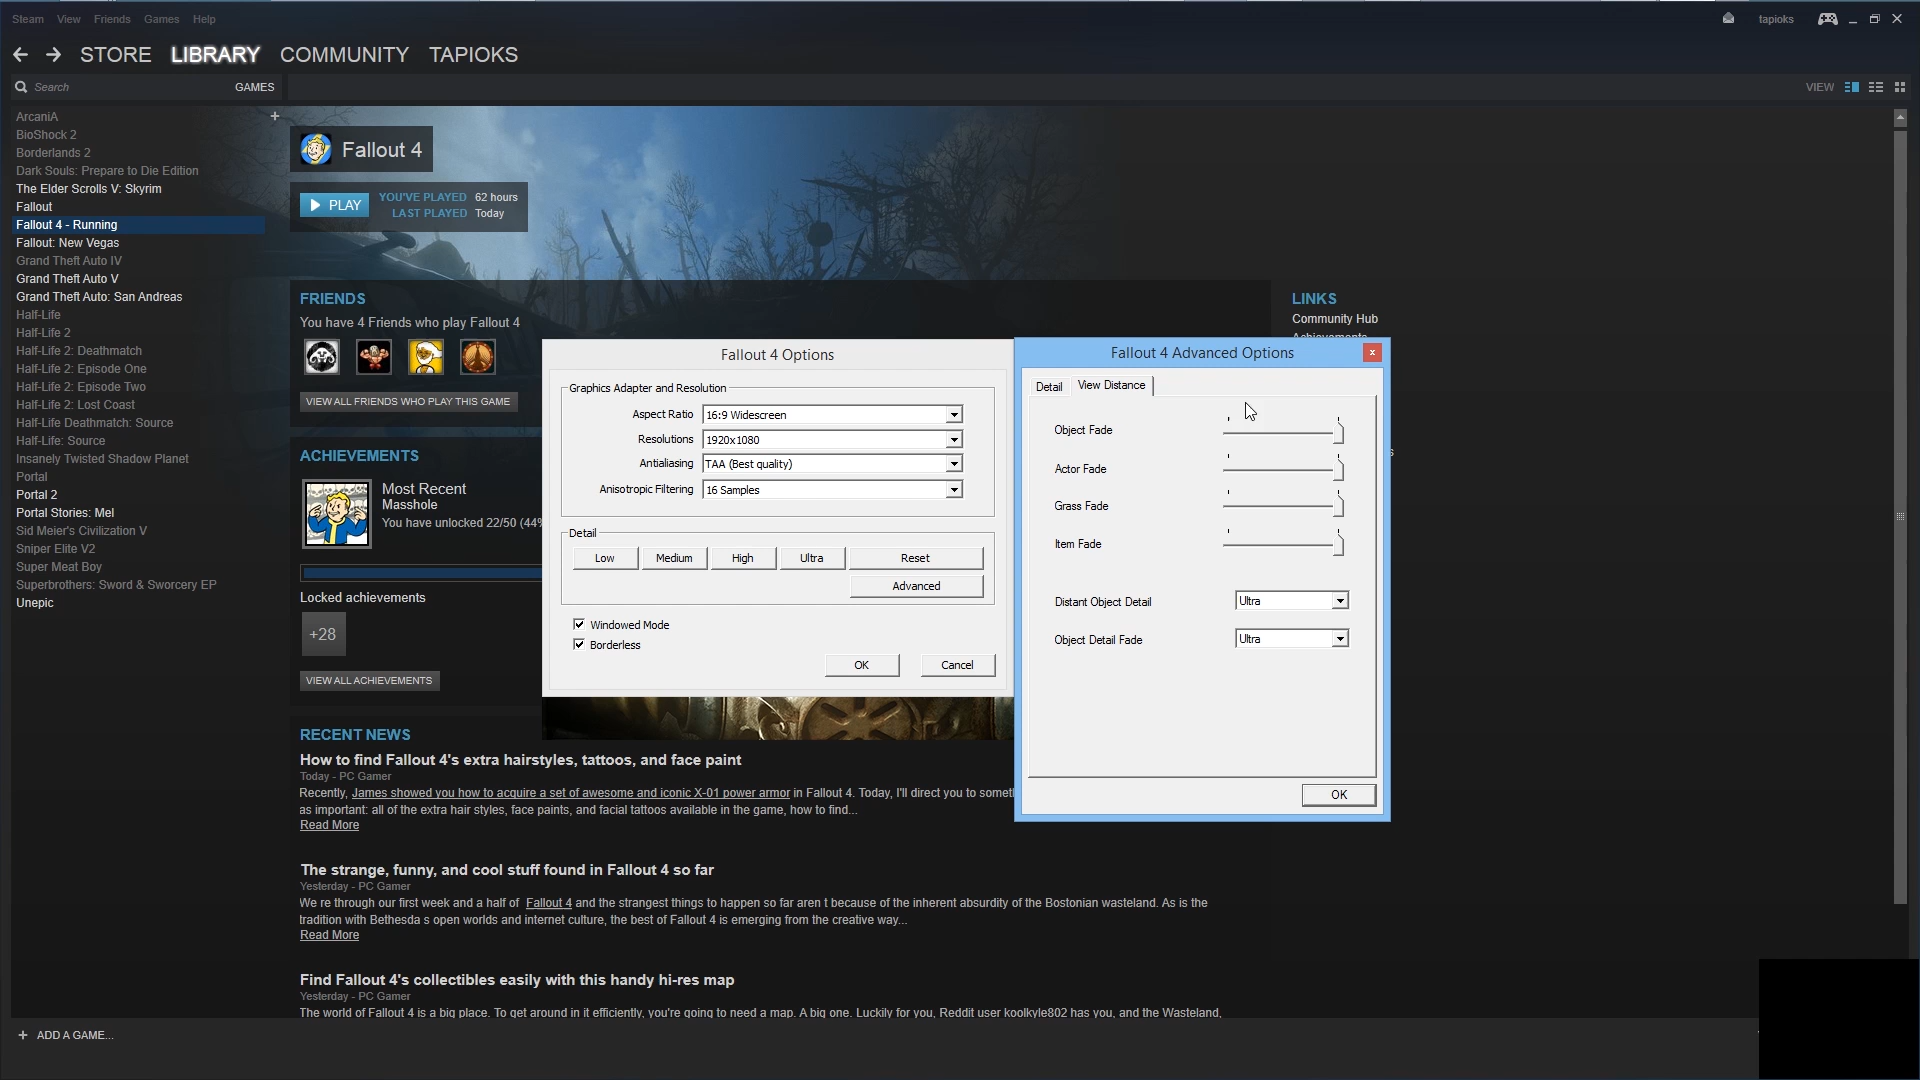 Steam View Friends Games Help
tapioks
STORE LIBRARY COMMUNITY TAPIOKS
Search GAMES
VIEW
ArcaniA
BioShock 2
Borderlands 2
Dark Souls: Prepare to Die Edition
The Elder Scrolls V: Skyrim
Fallout
Fallout 4 - Running
Fallout: New Vegas
Grand Theft Auto IV
Grand Theft Auto V
Grand Theft Auto: San Andreas
Half-Life
Half-Life 2
Half-Life 2: Deathmatch
Half-Life 2: Episode One
Half-Life 2: Episode Two
Half-Life 2: Lost Coast
Half-Life Deathmatch: Source
Half-Life: Source
Insanely Twisted Shadow Planet
Portal
Portal 2
Portal Stories: Mel
Sid Meier's Civilization V
Sniper Elite V2
Super Meat Boy
Superbrothers: Sword & Sworcery EP
Unepic
+ ADD A GAME...
Fallout 4
PLAY
YOU'VE PLAYED 62 hours
LAST PLAYED Today
FRIENDS
You have 4 Friends who play Fallout 4
VIEW ALL FRIENDS WHO PLAY THIS GAME
ACHIEVEMENTS
Most Recent
Masshole
You have unlocked 22/50 (44%
Locked achievements
+28
VIEW ALL ACHIEVEMENTS
RECENT NEWS
How to find Fallout 4's extra hairstyles, tattoos, and face paint
Today - PC Gamer
Recently, James showed you how to acquire a set of awesome and iconic X-01 power armor in Fallout 4. Today, I'll direct you to somet
as important: all of the extra hair styles, face paints, and facial tattoos available in the game, how to find...
Read More
The strange, funny, and cool stuff found in Fallout 4 so far
Yesterday - PC Gamer
We re through our first week and a half of Fallout 4 and the strangest things to happen so far aren t because of the inherent absurdity of the Bostonian wasteland. As is the
tradition with Bethesda s open worlds and internet culture, the best of Fallout 4 is emerging from the creative way...
Read More
Find Fallout 4's collectibles easily with this handy hi-res map
Yesterday - PC Gamer
The world of Fallout 4 is a big place. To get around in it efficiently, you're going to need a map. A big one. Luckily for you, Reddit user koolkyle802 has you, and the Wasteland,
LINKS
Community Hub
Achievements
s
Fallout 4 Options
Graphics Adapter and Resolution
Aspect Ratio 16:9 Widescreen
Resolutions 1920x1080
Antialiasing TAA (Best quality)
Anisotropic Filtering 16 Samples
Detail
Low Medium High Ultra Reset
Advanced
Windowed Mode
Borderless
OK Cancel
Fallout 4 Advanced Options
x
Detail View Distance
Object Fade
Actor Fade
Grass Fade
Item Fade
Distant Object Detail Ultra
Object Detail Fade Ultra
OK